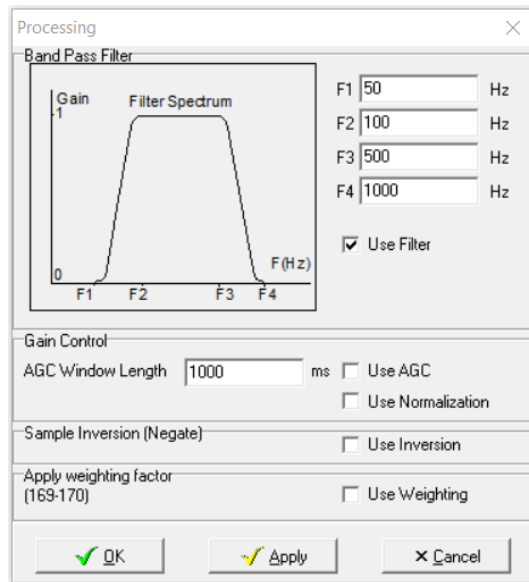 Processing
Band Pass Filter
Gain
Filter Spectrum
1
0
F(Hz)
F1 F2 F3 F4
F1 50 Hz
F2 100 Hz
F3 500 Hz
F4 1000 Hz
Use Filter
Gain Control
AGC Window Length 1000 ms Use AGC
Use Normalization
Sample Inversion (Negate)
Use Inversion
Apply weighting factor
(169-170)
Use Weighting
OK Apply Cancel